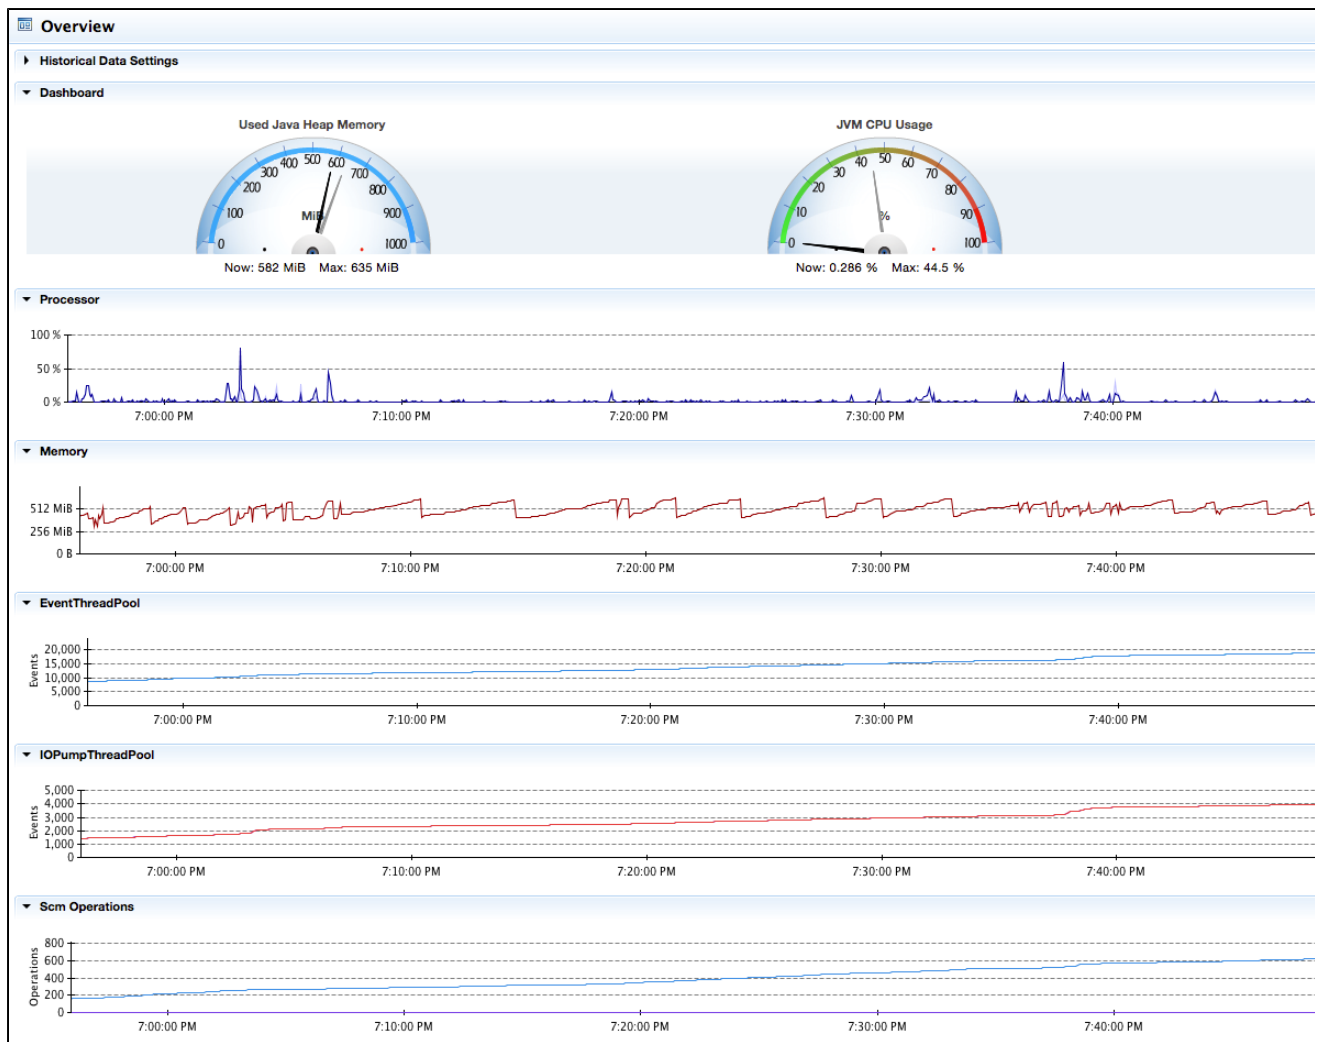 Overview
Historical Data Settings
Dashboard
Used Java Heap Memory
0 100 200 300 400 500 600 700 800 900 1000
MiB
Now: 582 MiB Max: 635 MiB
JVM CPU Usage
0 10 20 30 40 50 60 70 80 90 100
%
Now: 0.286 % Max: 44.5 %
Processor
100 %
50 %
0 %
7:00:00 PM 7:10:00 PM 7:20:00 PM 7:30:00 PM 7:40:00 PM
Memory
512 MiB
256 MiB
0 B
7:00:00 PM 7:10:00 PM 7:20:00 PM 7:30:00 PM 7:40:00 PM
EventThreadPool
Events
20,000
15,000
10,000
5,000
0
7:00:00 PM 7:10:00 PM 7:20:00 PM 7:30:00 PM 7:40:00 PM
IOPumpThreadPool
Events
5,000
4,000
3,000
2,000
1,000
0
7:00:00 PM 7:10:00 PM 7:20:00 PM 7:30:00 PM 7:40:00 PM
Scm Operations
Operations
800
600
400
200
0
7:00:00 PM 7:10:00 PM 7:20:00 PM 7:30:00 PM 7:40:00 PM